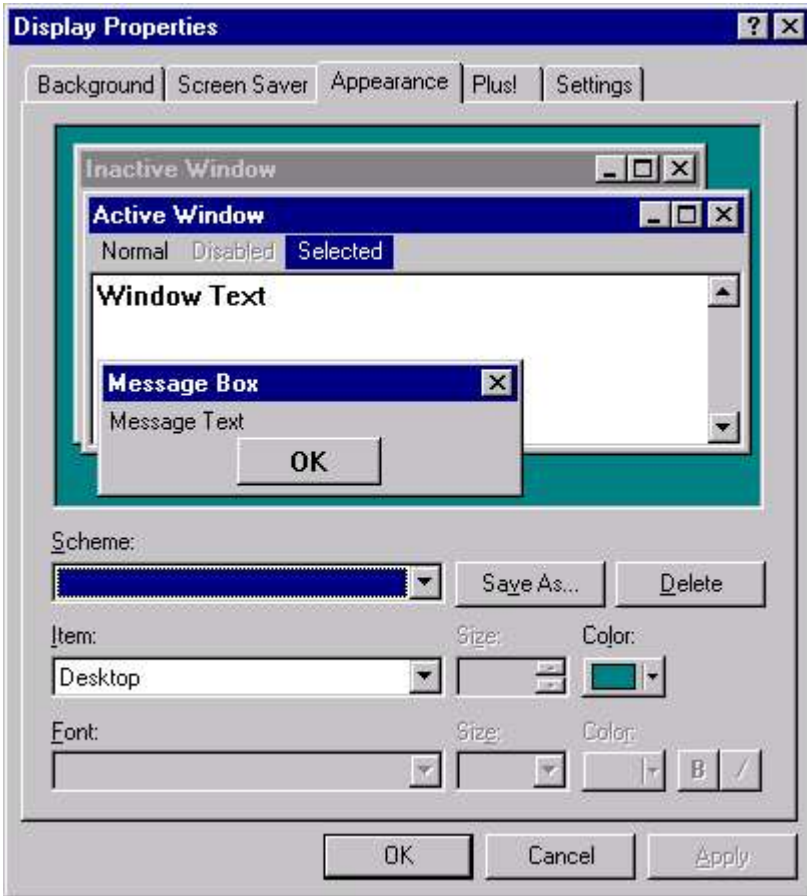 Display Properties
Background Screen Saver Appearance Plus! Settings
Inactive Window
Active Window
Normal Disabled Selected
Window Text
Message Box
Message Text
OK
Scheme:
Save As... Delete
Item: Size: Color:
Desktop
Font: Size: Color:
B /
OK Cancel Apply